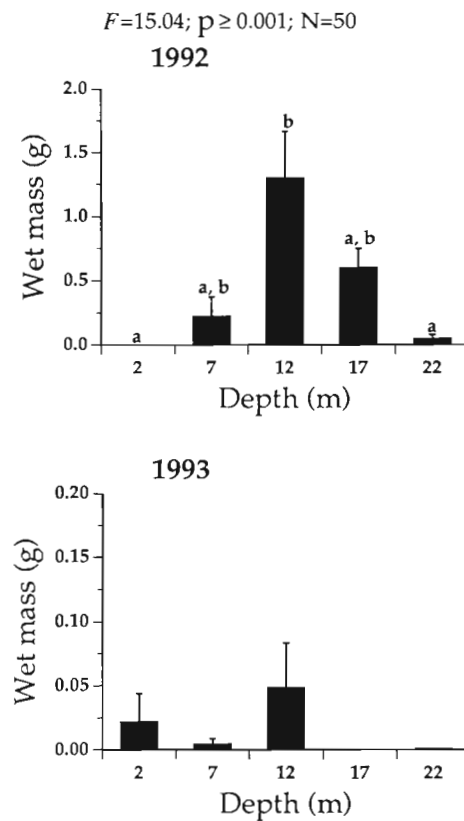 F=15.04; p ≥ 0.001; N=50
1992
2.0
1.5
1.0
0.5
0.0
Wet mass (g)
a
a, b
b
a, b
a
2 7 12 17 22
Depth (m)
1993
0.20
0.15
0.10
0.05
0.00
Wet mass (g)
2 7 12 17 22
Depth (m)